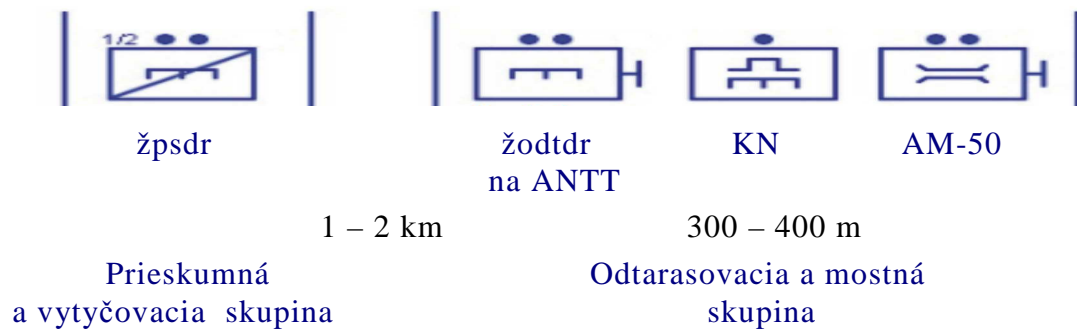 1/2
žpsdr žodtdr KN AM-50
na ANTT
1 – 2 km 300 – 400 m
Prieskumná Odtarasovacia a mostná
a vytyčovacia skupina skupina